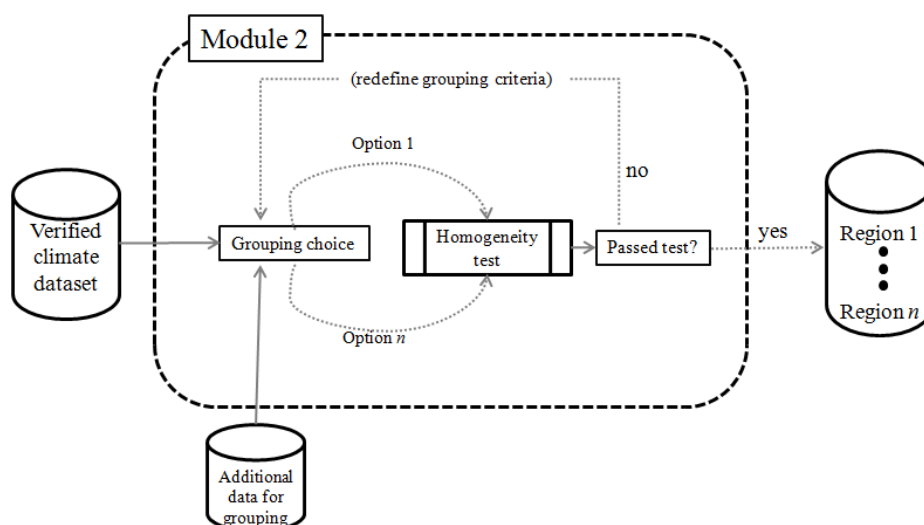 Module 2
(redefine grouping criteria)
Option 1
no
Verified
climate
dataset
Grouping choice
Homogeneity
test
Passed test?
yes
Region 1
Region n
Option n
Additional
data for
grouping